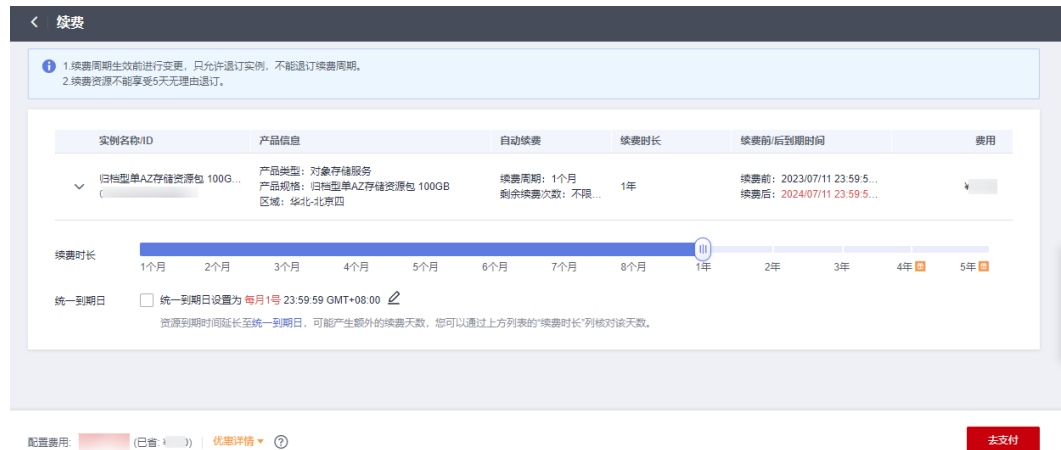 续费
1.续费周期生效前进行变更，只允许退订实例，不能退订续费周期。
2.续费资源不能享受5天无理由退订。
实例名称/ID 产品信息 自动续费 续费时长 续费前/后到期时间 费用
归档型单AZ存储资源包 100G...
产品类型：对象存储服务
产品规格：归档型单AZ存储资源包 100GB
区域：华北-北京四
续费周期：1个月
剩余续费次数：不限...
1年
续费前：2023/07/11 23:59:5...
续费后：2024/07/11 23:59:5...
¥
续费时长
1个月 2个月 3个月 4个月 5个月 6个月 7个月 8个月 1年 2年 3年 4年 5年
统一到期日 统一到期日设置为 每月1号 23:59:59 GMT+08:00
资源到期时间延长至统一到期日，可能产生额外的续费天数，您可以通过上方列表的“续费时长”列核对该天数。
配置费用: (已省: ¥ 0) 优惠详情 ?
去支付